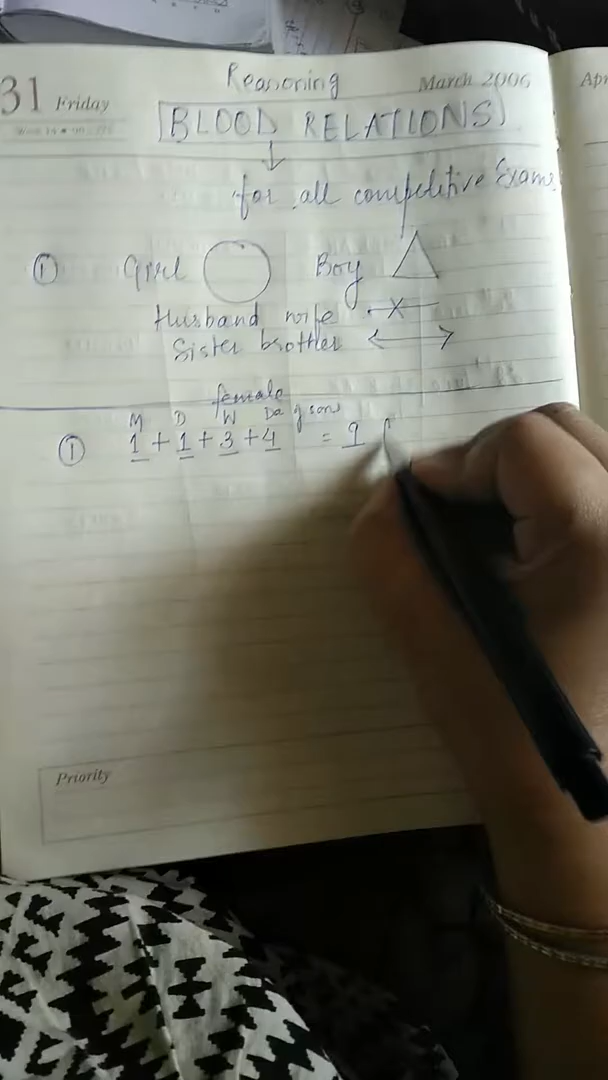 Reasoning
31 Friday
March 2006
Apr
BLOOD RELATIONS
for all competitive Exams
① Girl Boy
Husband wife
Sister brother
female
M D W Da of sons
① 1 + 1 + 3 + 4 = 9
Priority